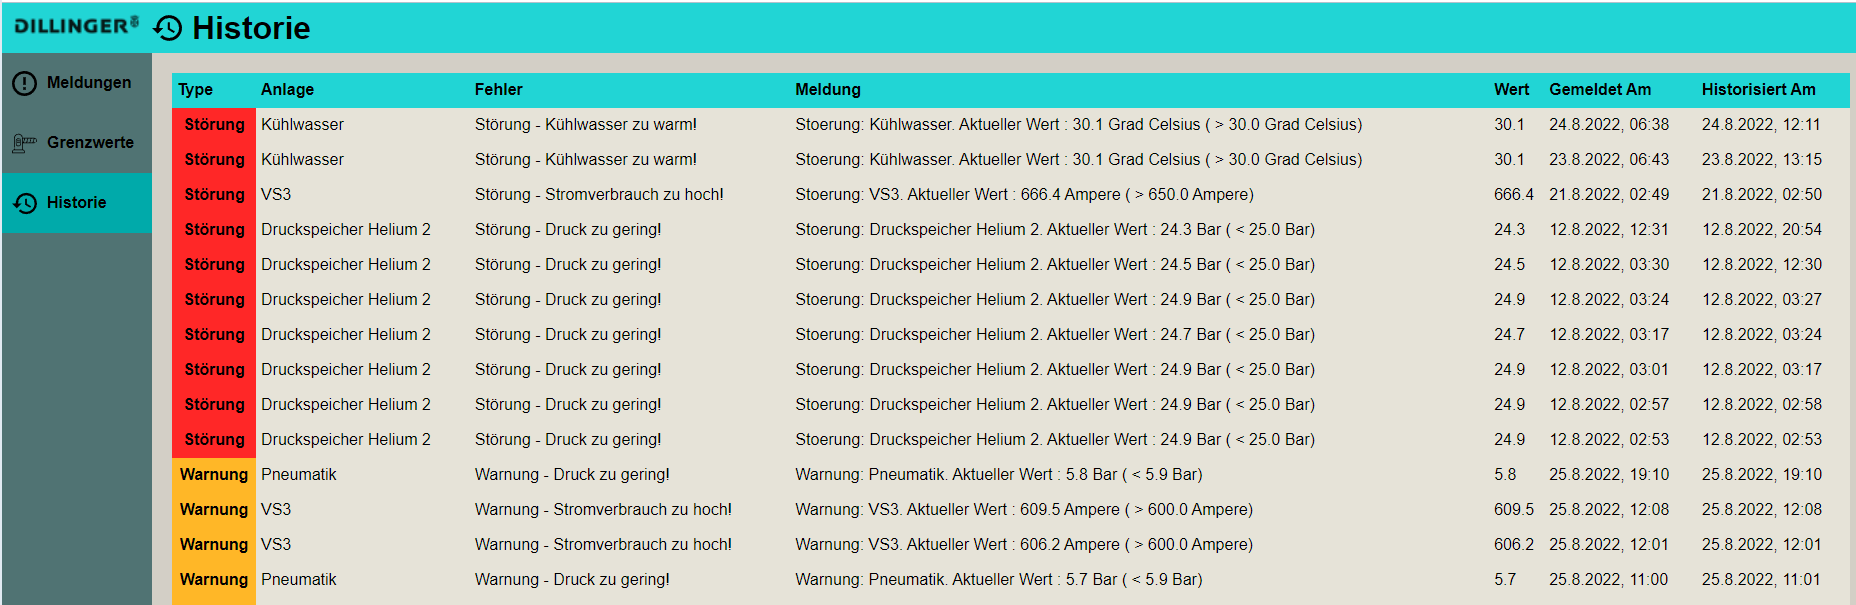 DILLINGER Historie
Meldungen
Grenzwerte
Historie
Type Anlage Fehler Meldung Wert Gemeldet Am Historisiert Am
Störung Kühlwasser Störung - Kühlwasser zu warm! Stoerung: Kühlwasser. Aktueller Wert : 30.1 Grad Celsius ( > 30.0 Grad Celsius) 30.1 24.8.2022, 06:38 24.8.2022, 12:11
Störung Kühlwasser Störung - Kühlwasser zu warm! Stoerung: Kühlwasser. Aktueller Wert : 30.1 Grad Celsius ( > 30.0 Grad Celsius) 30.1 23.8.2022, 06:43 23.8.2022, 13:15
Störung VS3 Störung - Stromverbrauch zu hoch! Stoerung: VS3. Aktueller Wert : 666.4 Ampere ( > 650.0 Ampere) 666.4 21.8.2022, 02:49 21.8.2022, 02:50
Störung Druckspeicher Helium 2 Störung - Druck zu gering! Stoerung: Druckspeicher Helium 2. Aktueller Wert : 24.3 Bar ( < 25.0 Bar) 24.3 12.8.2022, 12:31 12.8.2022, 20:54
Störung Druckspeicher Helium 2 Störung - Druck zu gering! Stoerung: Druckspeicher Helium 2. Aktueller Wert : 24.5 Bar ( < 25.0 Bar) 24.5 12.8.2022, 03:30 12.8.2022, 12:30
Störung Druckspeicher Helium 2 Störung - Druck zu gering! Stoerung: Druckspeicher Helium 2. Aktueller Wert : 24.9 Bar ( < 25.0 Bar) 24.9 12.8.2022, 03:24 12.8.2022, 03:27
Störung Druckspeicher Helium 2 Störung - Druck zu gering! Stoerung: Druckspeicher Helium 2. Aktueller Wert : 24.7 Bar ( < 25.0 Bar) 24.7 12.8.2022, 03:17 12.8.2022, 03:24
Störung Druckspeicher Helium 2 Störung - Druck zu gering! Stoerung: Druckspeicher Helium 2. Aktueller Wert : 24.9 Bar ( < 25.0 Bar) 24.9 12.8.2022, 03:01 12.8.2022, 03:17
Störung Druckspeicher Helium 2 Störung - Druck zu gering! Stoerung: Druckspeicher Helium 2. Aktueller Wert : 24.9 Bar ( < 25.0 Bar) 24.9 12.8.2022, 02:57 12.8.2022, 02:58
Störung Druckspeicher Helium 2 Störung - Druck zu gering! Stoerung: Druckspeicher Helium 2. Aktueller Wert : 24.9 Bar ( < 25.0 Bar) 24.9 12.8.2022, 02:53 12.8.2022, 02:53
Warnung Pneumatik Warnung - Druck zu gering! Warnung: Pneumatik. Aktueller Wert : 5.8 Bar ( < 5.9 Bar) 5.8 25.8.2022, 19:10 25.8.2022, 19:10
Warnung VS3 Warnung - Stromverbrauch zu hoch! Warnung: VS3. Aktueller Wert : 609.5 Ampere ( > 600.0 Ampere) 609.5 25.8.2022, 12:08 25.8.2022, 12:08
Warnung VS3 Warnung - Stromverbrauch zu hoch! Warnung: VS3. Aktueller Wert : 606.2 Ampere ( > 600.0 Ampere) 606.2 25.8.2022, 12:01 25.8.2022, 12:01
Warnung Pneumatik Warnung - Druck zu gering! Warnung: Pneumatik. Aktueller Wert : 5.7 Bar ( < 5.9 Bar) 5.7 25.8.2022, 11:00 25.8.2022, 11:01